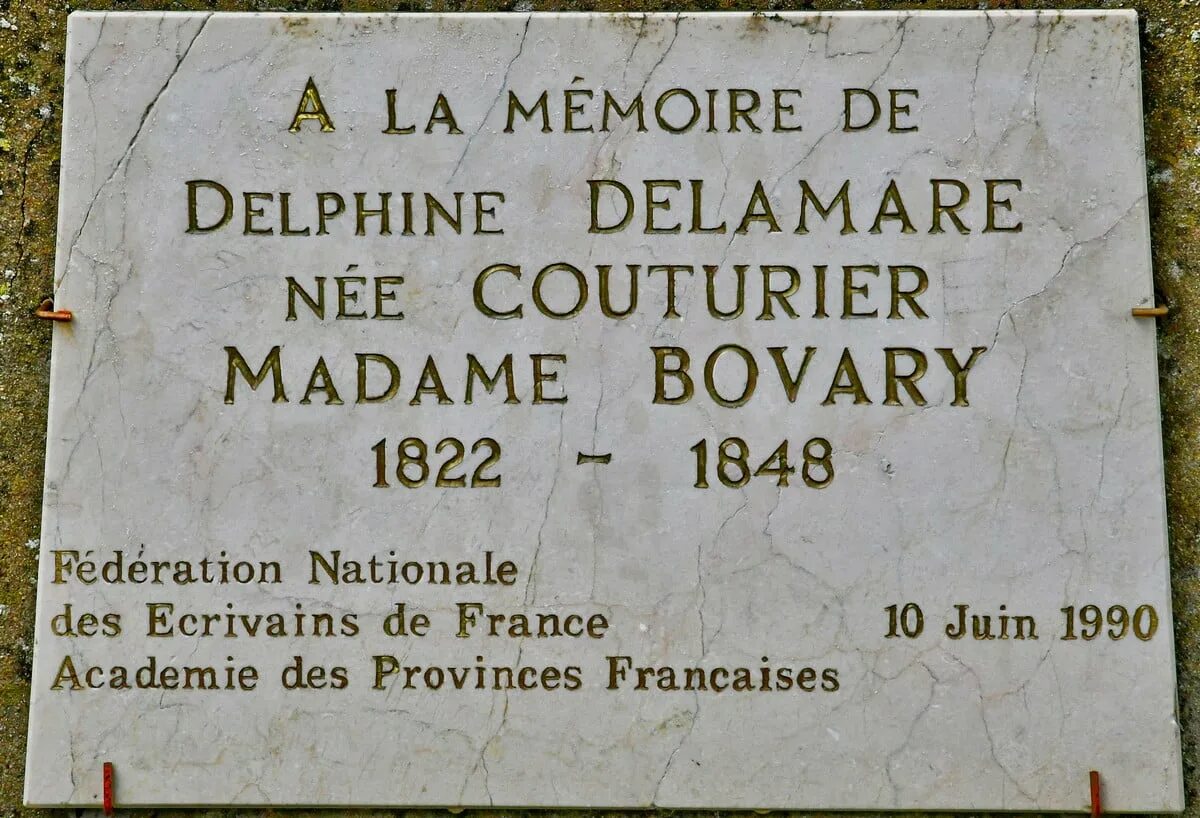 A LA MÉMOIRE DE
DELPHINE DELAMARE
NÉE COUTURIER
MADAME BOVARY
1822 - 1848
Fédération Nationale
des Ecrivains de France 10 Juin 1990
Academie des Provinces Francaises